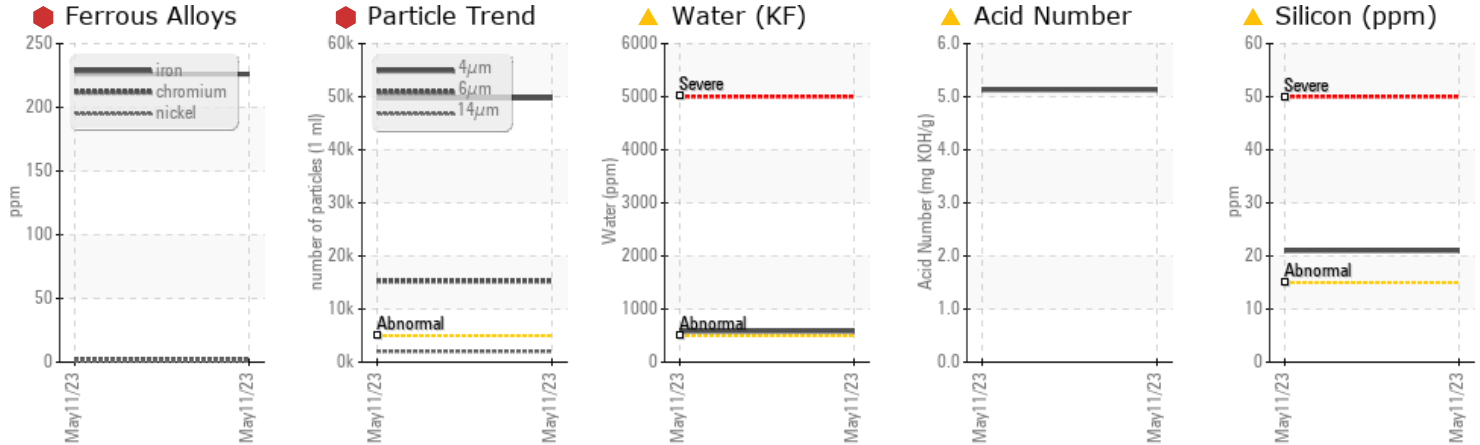 Ferrous Alloys
250
200
150
100
50
0
ppm
iron
chromium
nickel
May11/23
May11/23
Particle Trend
60k
50k
40k
30k
20k
10k
0k
number of particles (1 ml)
4µm
6µm
14µm
Abnormal
May11/23
May11/23
Water (KF)
6000
5000
4000
3000
2000
1000
0
Water (ppm)
Severe
Abnormal
May11/23
May11/23
Acid Number
6.0
5.0
4.0
3.0
2.0
1.0
0.0
Acid Number (mg KOH/g)
May11/23
May11/23
Silicon (ppm)
60
50
40
30
20
10
0
ppm
Severe
Abnormal
May11/23
May11/23